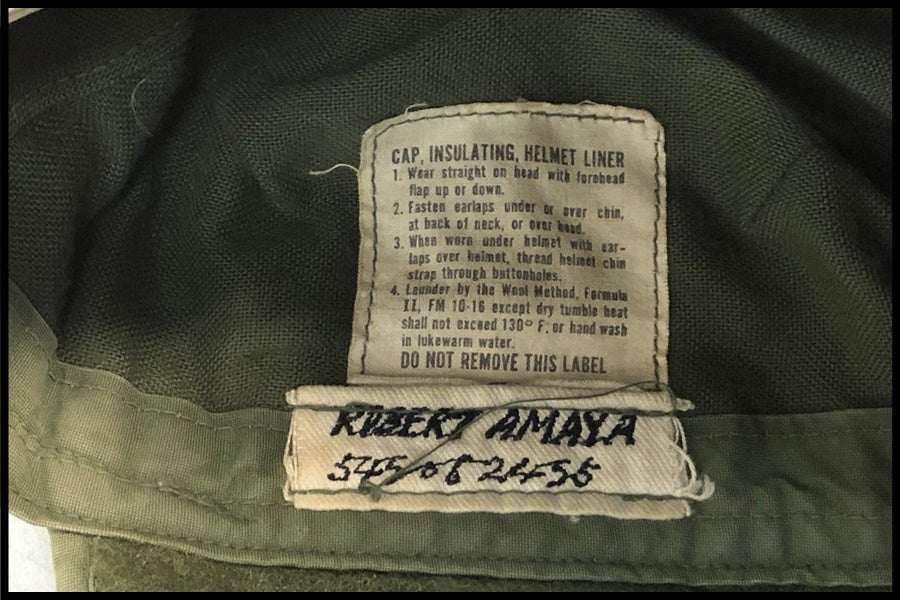 CAP, INSULATING, HELMET LINER
1. Wear straight on head with forehead
flap up or down.
2. Fasten earlaps under or over chin,
at back of neck, or over head.
3. When worn under helmet with ear-
laps over helmet, thread helmet chin
strap through buttonholes.
4. Launder by the Wool Method, Formula
II, FM 10-16 except dry tumble heat
shall not exceed 130° F, or hand wash
in lukewarm water.
DO NOT REMOVE THIS LABEL
ROBERT AMAYA